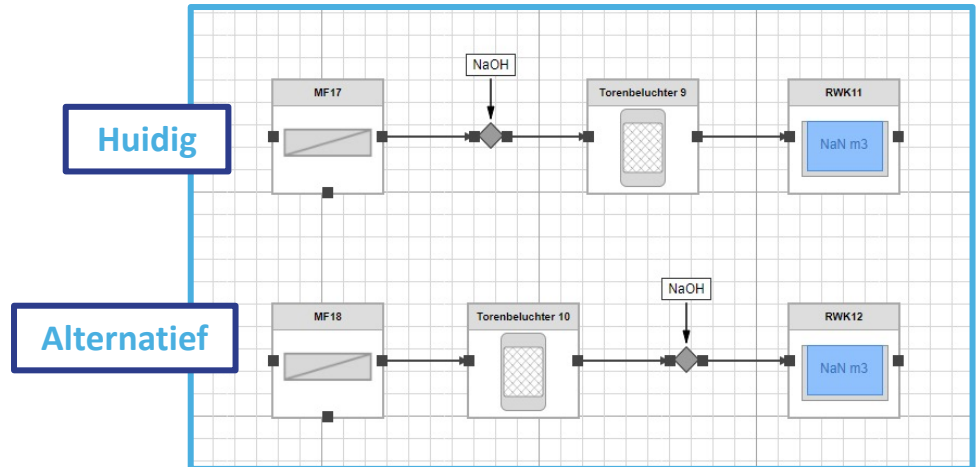 NaOH
MF17
Torenbeluchter 9
RWK11
Huidig
NaN m3
NaOH
MF18
Torenbeluchter 10
RWK12
Alternatief
NaN m3